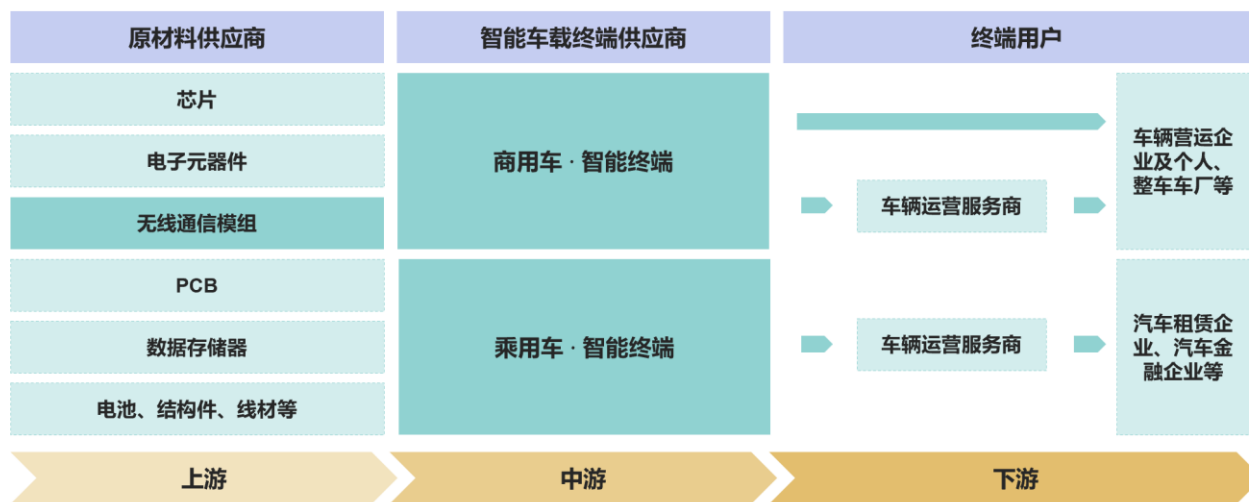 原材料供应商
智能车载终端供应商
终端用户
芯片
电子元器件
无线通信模组
PCB
数据存储器
电池、结构件、线材等
商用车 · 智能终端
乘用车 · 智能终端
车辆运营服务商
车辆营运企
业及个人、
整车车厂等
车辆运营服务商
汽车租赁企
业、汽车金
融企业等
上游
中游
下游